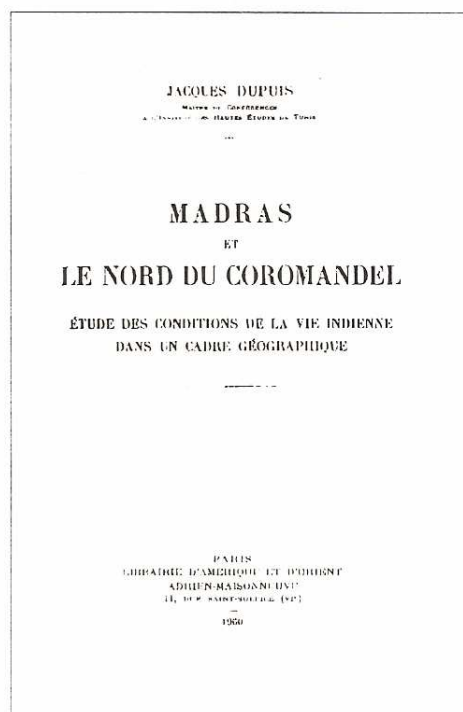 JACQUES DUPUIS
MAITRE DE CONFÉRENCES
A L'INSTITUT DES HAUTES ÉTUDES DE TUNIS
MADRAS
ET
LE NORD DU COROMANDEL
ÉTUDE DES CONDITIONS DE LA VIE INDIENNE
DANS UN CADRE GÉOGRAPHIQUE
PARIS
LIBRAIRIE D'AMÉRIQUE ET D'ORIENT
ADRIEN-MAISONNEUVE
11, RUE SAINT-SULPICE (VIᵉ)
1960